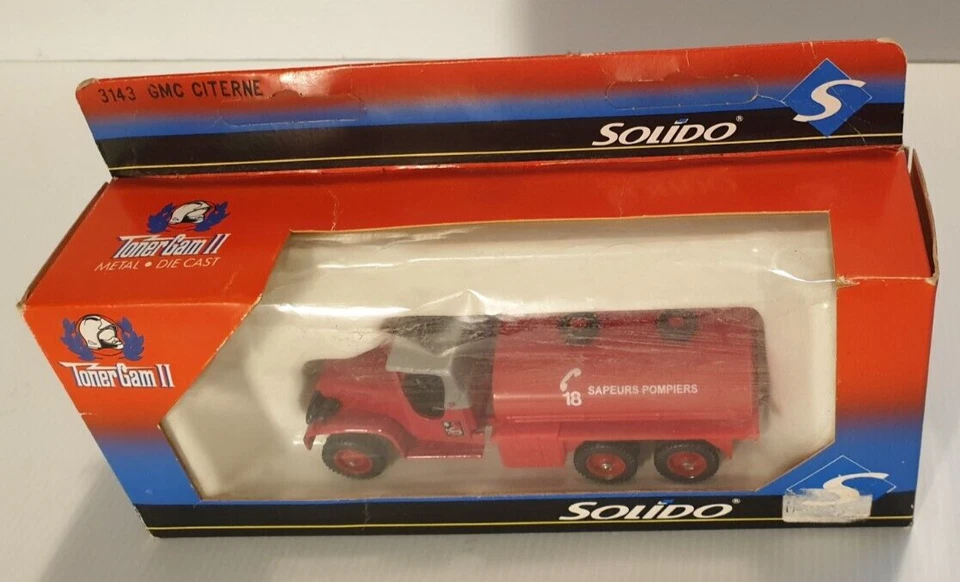 3143 GMC CITERNE
SOLIDO®
S
Toner Gam II
METAL • DIE CAST
Toner Gam II
18 SAPEURS POMPIERS
SOLIDO®
S